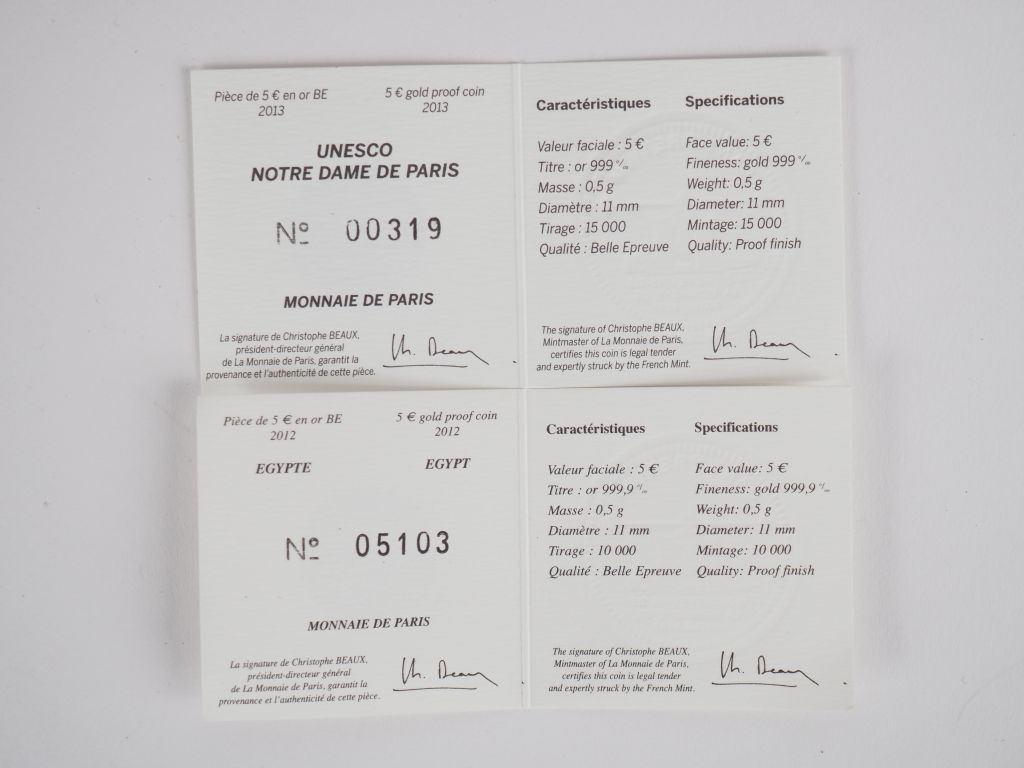 Pièce de 5 € en or BE
2013
5 € gold proof coin
2013
UNESCO
NOTRE DAME DE PARIS
Nº 00319
MONNAIE DE PARIS
La signature de Christophe BEAUX,
président-directeur général
de La Monnaie de Paris, garantit la
provenance et l'authenticité de cette pièce.
Ch. Beaux
Caractéristiques
Valeur faciale : 5 €
Titre : or 999 ‰
Masse : 0,5 g
Diamètre : 11 mm
Tirage : 15 000
Qualité : Belle Epreuve
Specifications
Face value: 5 €
Fineness: gold 999 ‰
Weight: 0,5 g
Diameter: 11 mm
Mintage: 15 000
Quality: Proof finish
The signature of Christophe BEAUX,
Mintmaster of La Monnaie de Paris,
certifies this coin is legal tender
and expertly struck by the French Mint.
Ch. Beaux
Pièce de 5 € en or BE
2012
5 € gold proof coin
2012
EGYPTE
EGYPT
Nº 05103
MONNAIE DE PARIS
La signature de Christophe BEAUX,
président-directeur général
de La Monnaie de Paris, garantit la
provenance et l'authenticité de cette pièce.
Ch. Beaux
Caractéristiques
Valeur faciale : 5 €
Titre : or 999,9 ‰
Masse : 0,5 g
Diamètre : 11 mm
Tirage : 10 000
Qualité : Belle Epreuve
Specifications
Face value: 5 €
Fineness: gold 999,9 ‰
Weight: 0,5 g
Diameter: 11 mm
Mintage: 10 000
Quality: Proof finish
The signature of Christophe BEAUX,
Mintmaster of La Monnaie de Paris,
certifies this coin is legal tender
and expertly struck by the French Mint.
Ch. Beaux